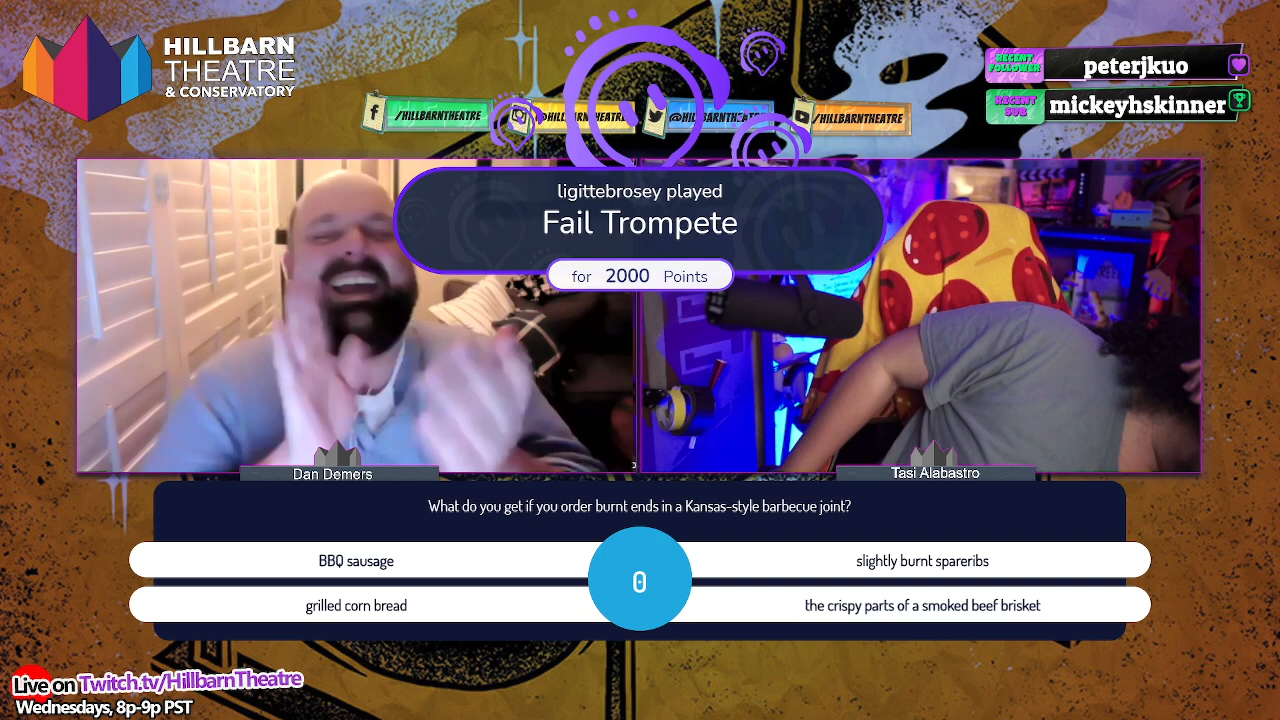 HILLBARN
THEATRE
& CONSERVATORY
/HILLBARNTHEATRE
@HILLBARNTHEATRE
@HILLBARNTHEATRE
/HILLBARNTHEATRE
RECENT FOLLOWER
peterjkuo
RECENT SUB
mickeyhskinner
ligittebrosey played
Fail Trompete
for 2000 Points
Dan Demers
Tasi Alabastro
What do you get if you order burnt ends in a Kansas-style barbecue joint?
BBQ sausage
slightly burnt spareribs
0
grilled corn bread
the crispy parts of a smoked beef brisket
Live on Twitch.tv/HillbarnTheatre
Wednesdays, 8p-9p PST